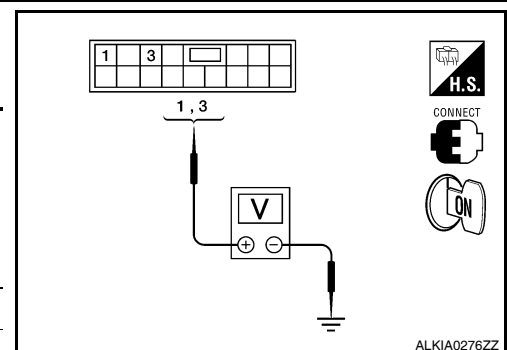 1 3
H.S.
1 , 3
CONNECT
V
ON
+ −
ALKIA0276ZZ